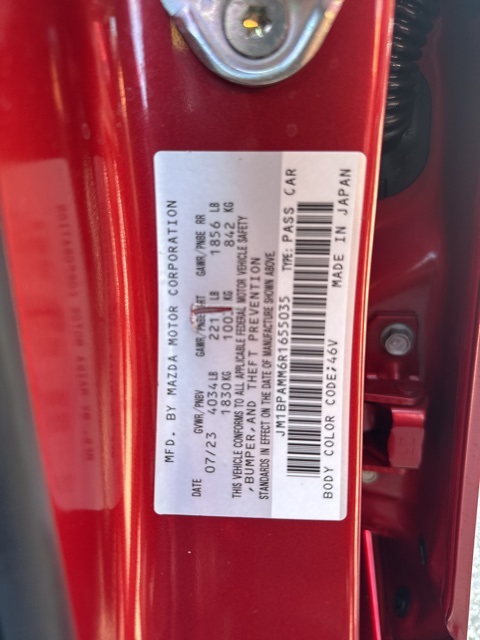 MFD. BY MAZDA MOTOR CORPORATION
DATE GVWR/PNBV GAWR/PNBE GAWR/PNBE RR
07/23 4034LB LB 1856 LB
1830KG KG 842 KG
THIS VEHICLE CONFORMS TO ALL APPLICABLE FEDERAL MOTOR VEHICLE SAFETY
,BUMPER,AND THEFT PREVENTION
STANDARDS IN EFFECT ON THE DATE OF MANUFACTURE SHOWN ABOVE.
JM1BPAMM6R1655035 TYPE: PASS CAR
BODY COLOR CODE;46V MADE IN JAPAN